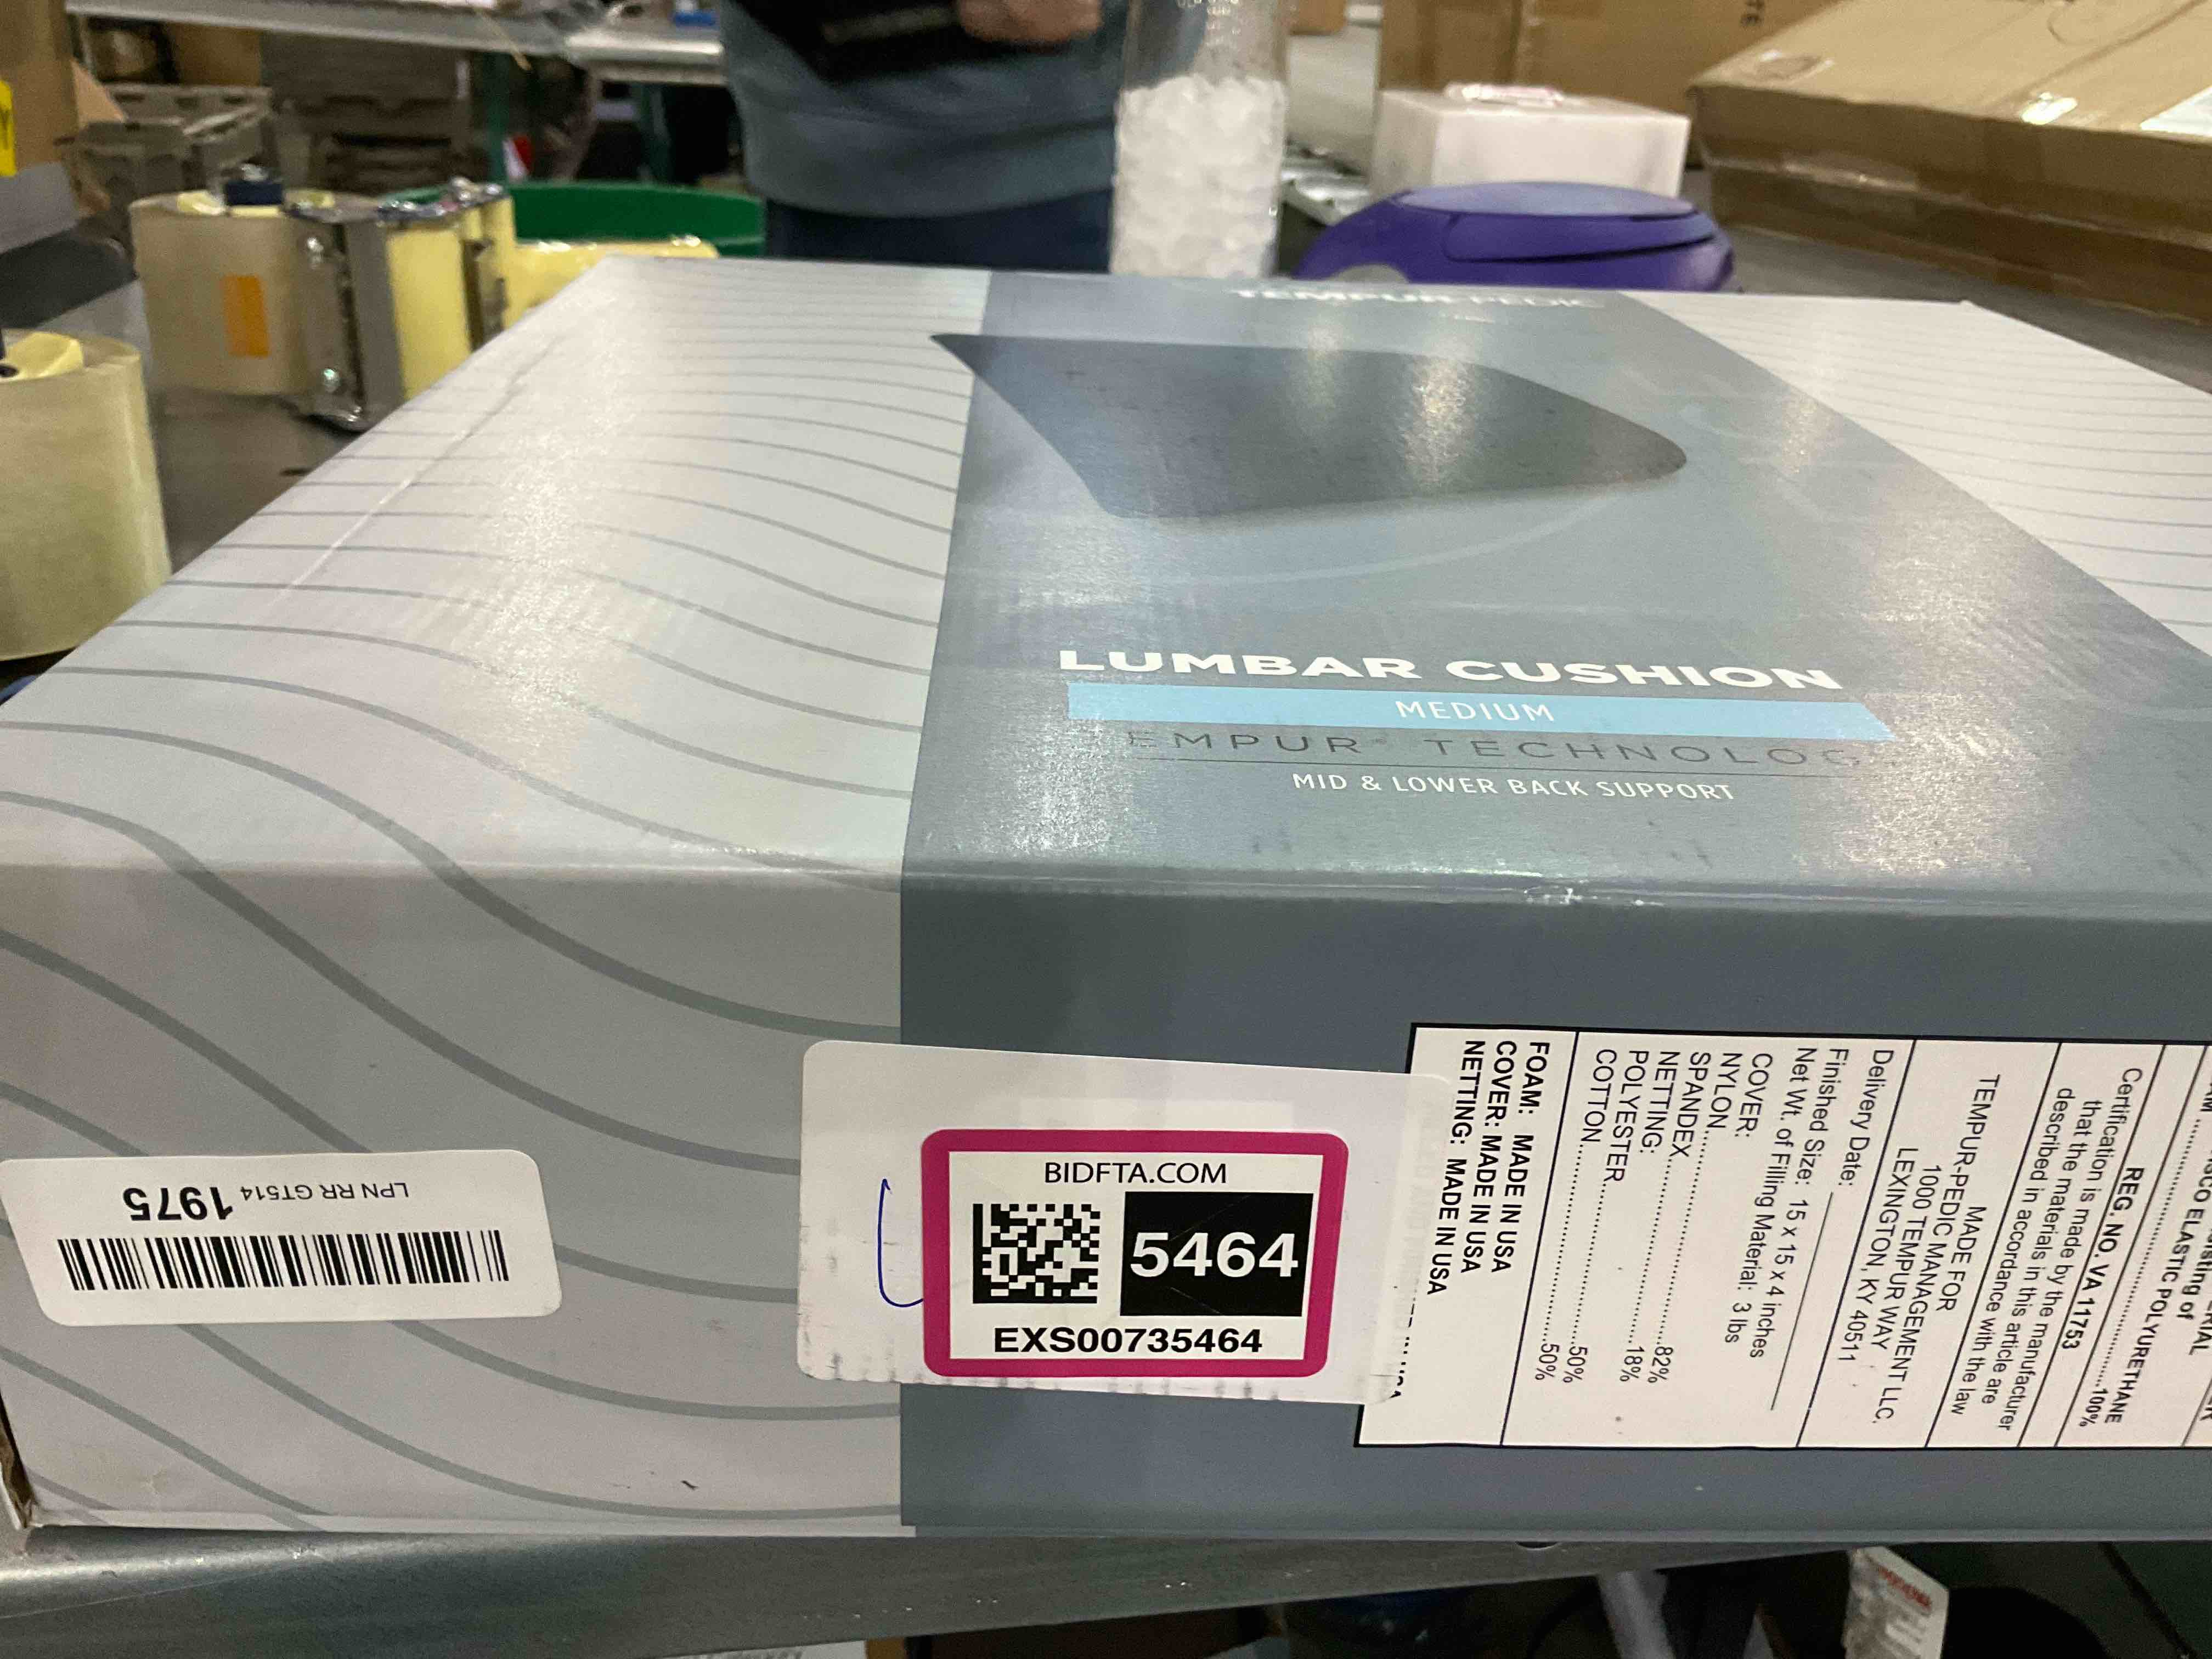 TEMPUR-PEDIC
LUMBAR CUSHION
MEDIUM
EMPUR TECHNOLOG
MID & LOWER BACK SUPPORT
LPN RR GT514 1975
BIDFTA.COM
5464
EXS00735464
ELASTIC POLYURETHANE
100%
REG. NO. VA 11753
Certification is made by the manufacturer
that the materials in this article are
described in accordance with the law
MADE FOR
TEMPUR-PEDIC MANAGEMENT LLC,
1000 TEMPUR WAY
LEXINGTON, KY 40511
Delivery Date:
Finished Size: 15 x 15 x 4 inches
Net Wt. of Filling Material: 3 lbs
COVER:
NYLON 82%
SPANDEX 18%
NETTING:
POLYESTER 50%
COTTON 50%
FOAM: MADE IN USA
COVER: MADE IN USA
NETTING: MADE IN USA